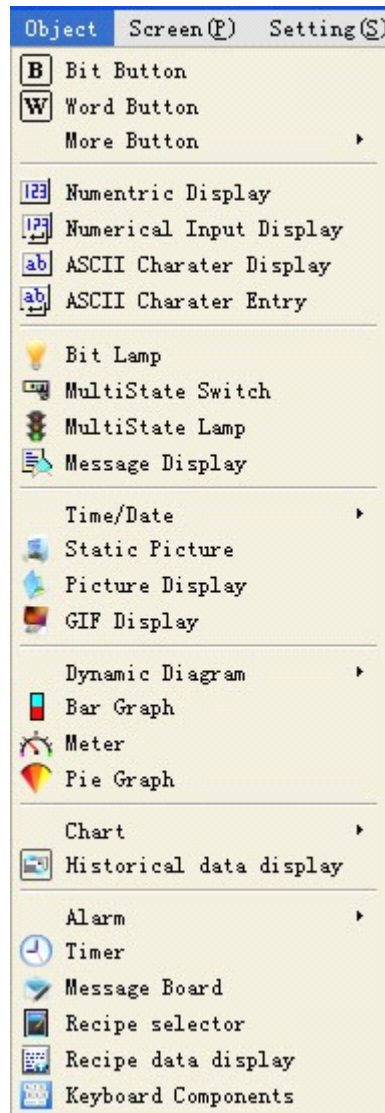 Object Screen(P) Setting(S)
B Bit Button
W Word Button
More Button
123 Numentric Display
123 Numerical Input Display
ab ASCII Charater Display
ab ASCII Charater Entry
Bit Lamp
MultiState Switch
MultiState Lamp
Message Display
Time/Date
Static Picture
Picture Display
GIF Display
Dynamic Diagram
Bar Graph
Meter
Pie Graph
Chart
Historical data display
Alarm
Timer
Message Board
Recipe selector
Recipe data display
Keyboard Components